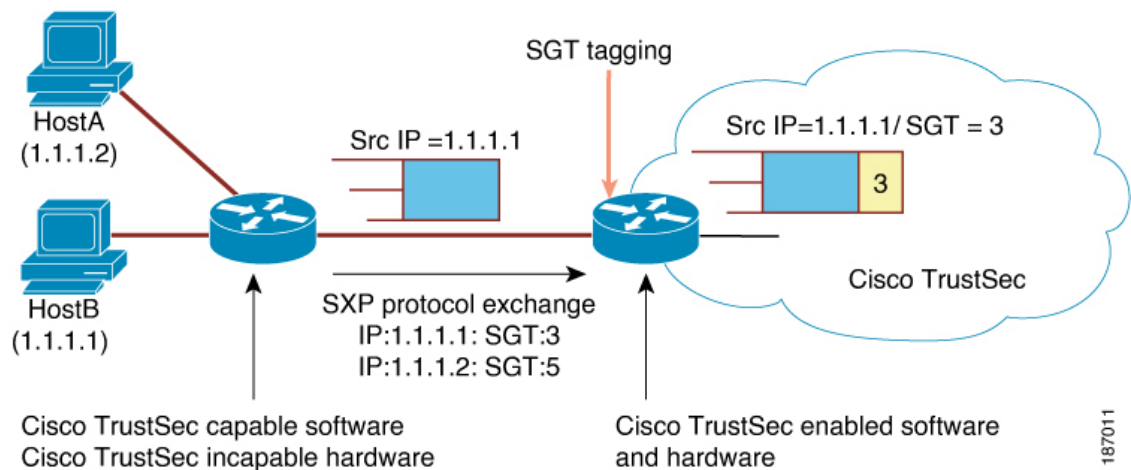 SGT tagging
HostA
(1.1.1.2)
Src IP =1.1.1.1
Src IP=1.1.1.1/ SGT = 3
3
HostB
(1.1.1.1)
SXP protocol exchange
IP:1.1.1.1: SGT:3
IP:1.1.1.2: SGT:5
Cisco TrustSec
Cisco TrustSec capable software
Cisco TrustSec incapable hardware
Cisco TrustSec enabled software
and hardware
187011